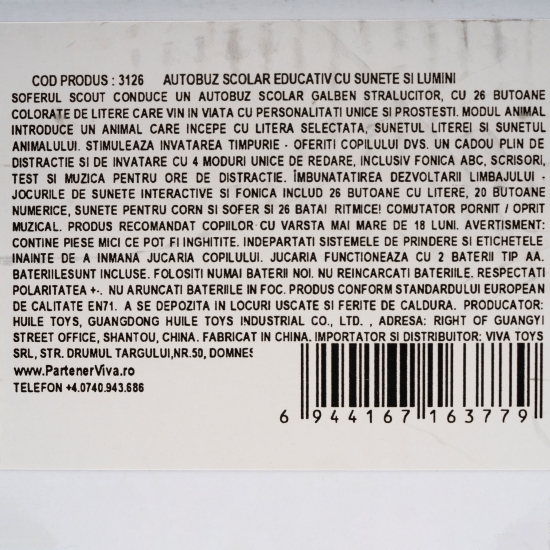 COD PRODUS : 3126 AUTOBUZ SCOLAR EDUCATIV CU SUNETE SI LUMINI
SOFERUL SCOUT CONDUCE UN AUTOBUZ SCOLAR GALBEN STRALUCITOR, CU 26 BUTOANE
COLORATE DE LITERE CARE VIN IN VIATA CU PERSONALITATI UNICE SI PROSTESTI. MODUL ANIMAL
INTRODUCE UN ANIMAL CARE INCEPE CU LITERA SELECTATA, SUNETUL LITEREI SI SUNETUL
ANIMALULUI. STIMULEAZA INVATAREA TIMPURIE - OFERITI COPILULUI DVS. UN CADOU PLIN DE
DISTRACTIE SI DE INVATARE CU 4 MODURI UNICE DE REDARE, INCLUSIV FONICA ABC, SCRISORI,
TEST SI MUZICA PENTRU ORE DE DISTRACTIE. ÎMBUNATATIREA DEZVOLTARII LIMBAJULUI -
JOCURILE DE SUNETE INTERACTIVE SI FONICA INCLUD 26 BUTOANE CU LITERE, 20 BUTOANE
NUMERICE, SUNETE PENTRU CORN SI SOFER SI 26 BATAI RITMICE! COMUTATOR PORNIT / OPRIT
MUZICAL. PRODUS RECOMANDAT COPIILOR CU VARSTA MAI MARE DE 18 LUNI. AVERTISMENT:
CONTINE PIESE MICI CE POT FI INGHITITE. INDEPARTATI SISTEMELE DE PRINDERE SI ETICHETELE
INAINTE DE A INMANA JUCARIA COPILULUI. JUCARIA FUNCTIONEAZA CU 2 BATERII TIP AA.
BATERIILESUNT INCLUSE. FOLOSITI NUMAI BATERII NOI. NU REINCARCATI BATERIILE. RESPECTATI
POLARITATEA +-. NU ARUNCATI BATERIILE IN FOC. PRODUS CONFORM STANDARDULUI EUROPEAN
DE CALITATE EN71. A SE DEPOZITA IN LOCURI USCATE SI FERITE DE CALDURA. PRODUCATOR:
HUILE TOYS, GUANGDONG HUILE TOYS INDUSTRIAL CO., LTD. , ADRESA: RIGHT OF GUANGYI
STREET OFFICE, SHANTOU, CHINA. FABRICAT IN CHINA. IMPORTATOR SI DISTRIBUITOR: VIVA TOYS
SRL, STR. DRUMUL TARGULUI,NR.50, DOMNES
www.PartenerViva.ro
TELEFON +4.0740.943.686
6 944167 163779